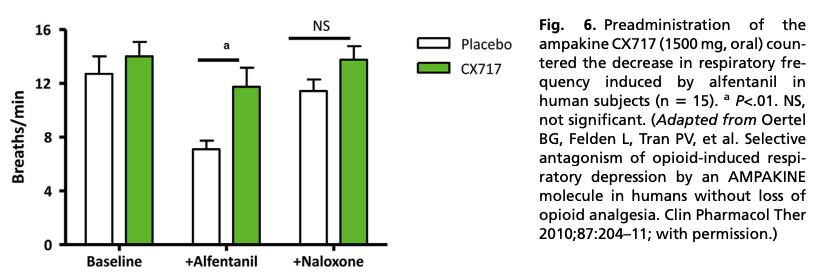 16
12
8
4
0
Breaths/min
a
NS
Baseline
+Alfentanil
+Naloxone
Placebo
CX717
Fig. 6. Preadministration of the
ampakine CX717 (1500 mg, oral) coun-
tered the decrease in respiratory fre-
quency induced by alfentanil in
human subjects (n = 15). ᵃ P<.01. NS,
not significant. (Adapted from Oertel
BG, Felden L, Tran PV, et al. Selective
antagonism of opioid-induced respi-
ratory depression by an AMPAKINE
molecule in humans without loss of
opioid analgesia. Clin Pharmacol Ther
2010;87:204–11; with permission.)